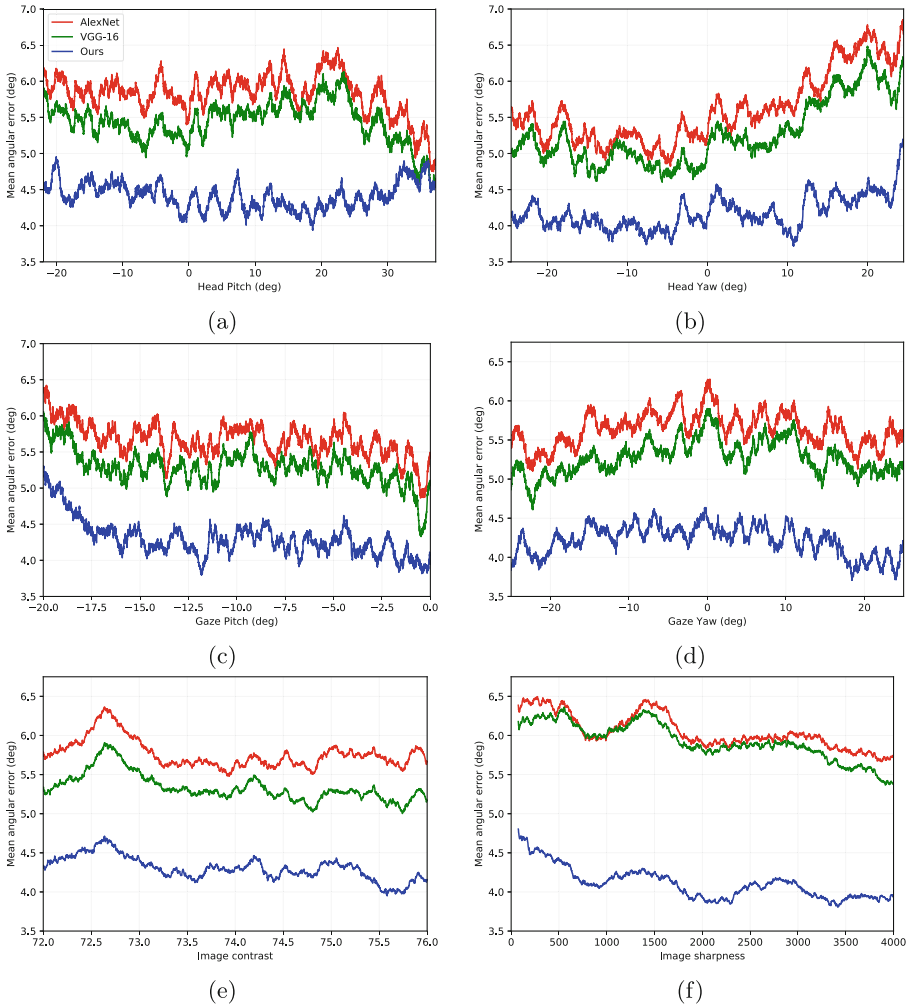 7.0
6.5
6.0
5.5
5.0
4.5
4.0
3.5
Mean angular error (deg)
AlexNet
VGG-16
Ours
−20 −10 0 10 20 30
Head Pitch (deg)
(a)
7.0
6.5
6.0
5.5
5.0
4.5
4.0
3.5
Mean angular error (deg)
−20 −10 0 10 20
Head Yaw (deg)
(b)
7.0
6.5
6.0
5.5
5.0
4.5
4.0
3.5
Mean angular error (deg)
−20.0 −17.5 −15.0 −12.5 −10.0 −7.5 −5.0 −2.5 0.0
Gaze Pitch (deg)
(c)
6.5
6.0
5.5
5.0
4.5
4.0
3.5
Mean angular error (deg)
−20 −10 0 10 20
Gaze Yaw (deg)
(d)
6.5
6.0
5.5
5.0
4.5
4.0
3.5
Mean angular error (deg)
72.0 72.5 73.0 73.5 74.0 74.5 75.0 75.5 76.0
Image contrast
(e)
6.5
6.0
5.5
5.0
4.5
4.0
3.5
Mean angular error (deg)
0 500 1000 1500 2000 2500 3000 3500 4000
Image sharpness
(f)